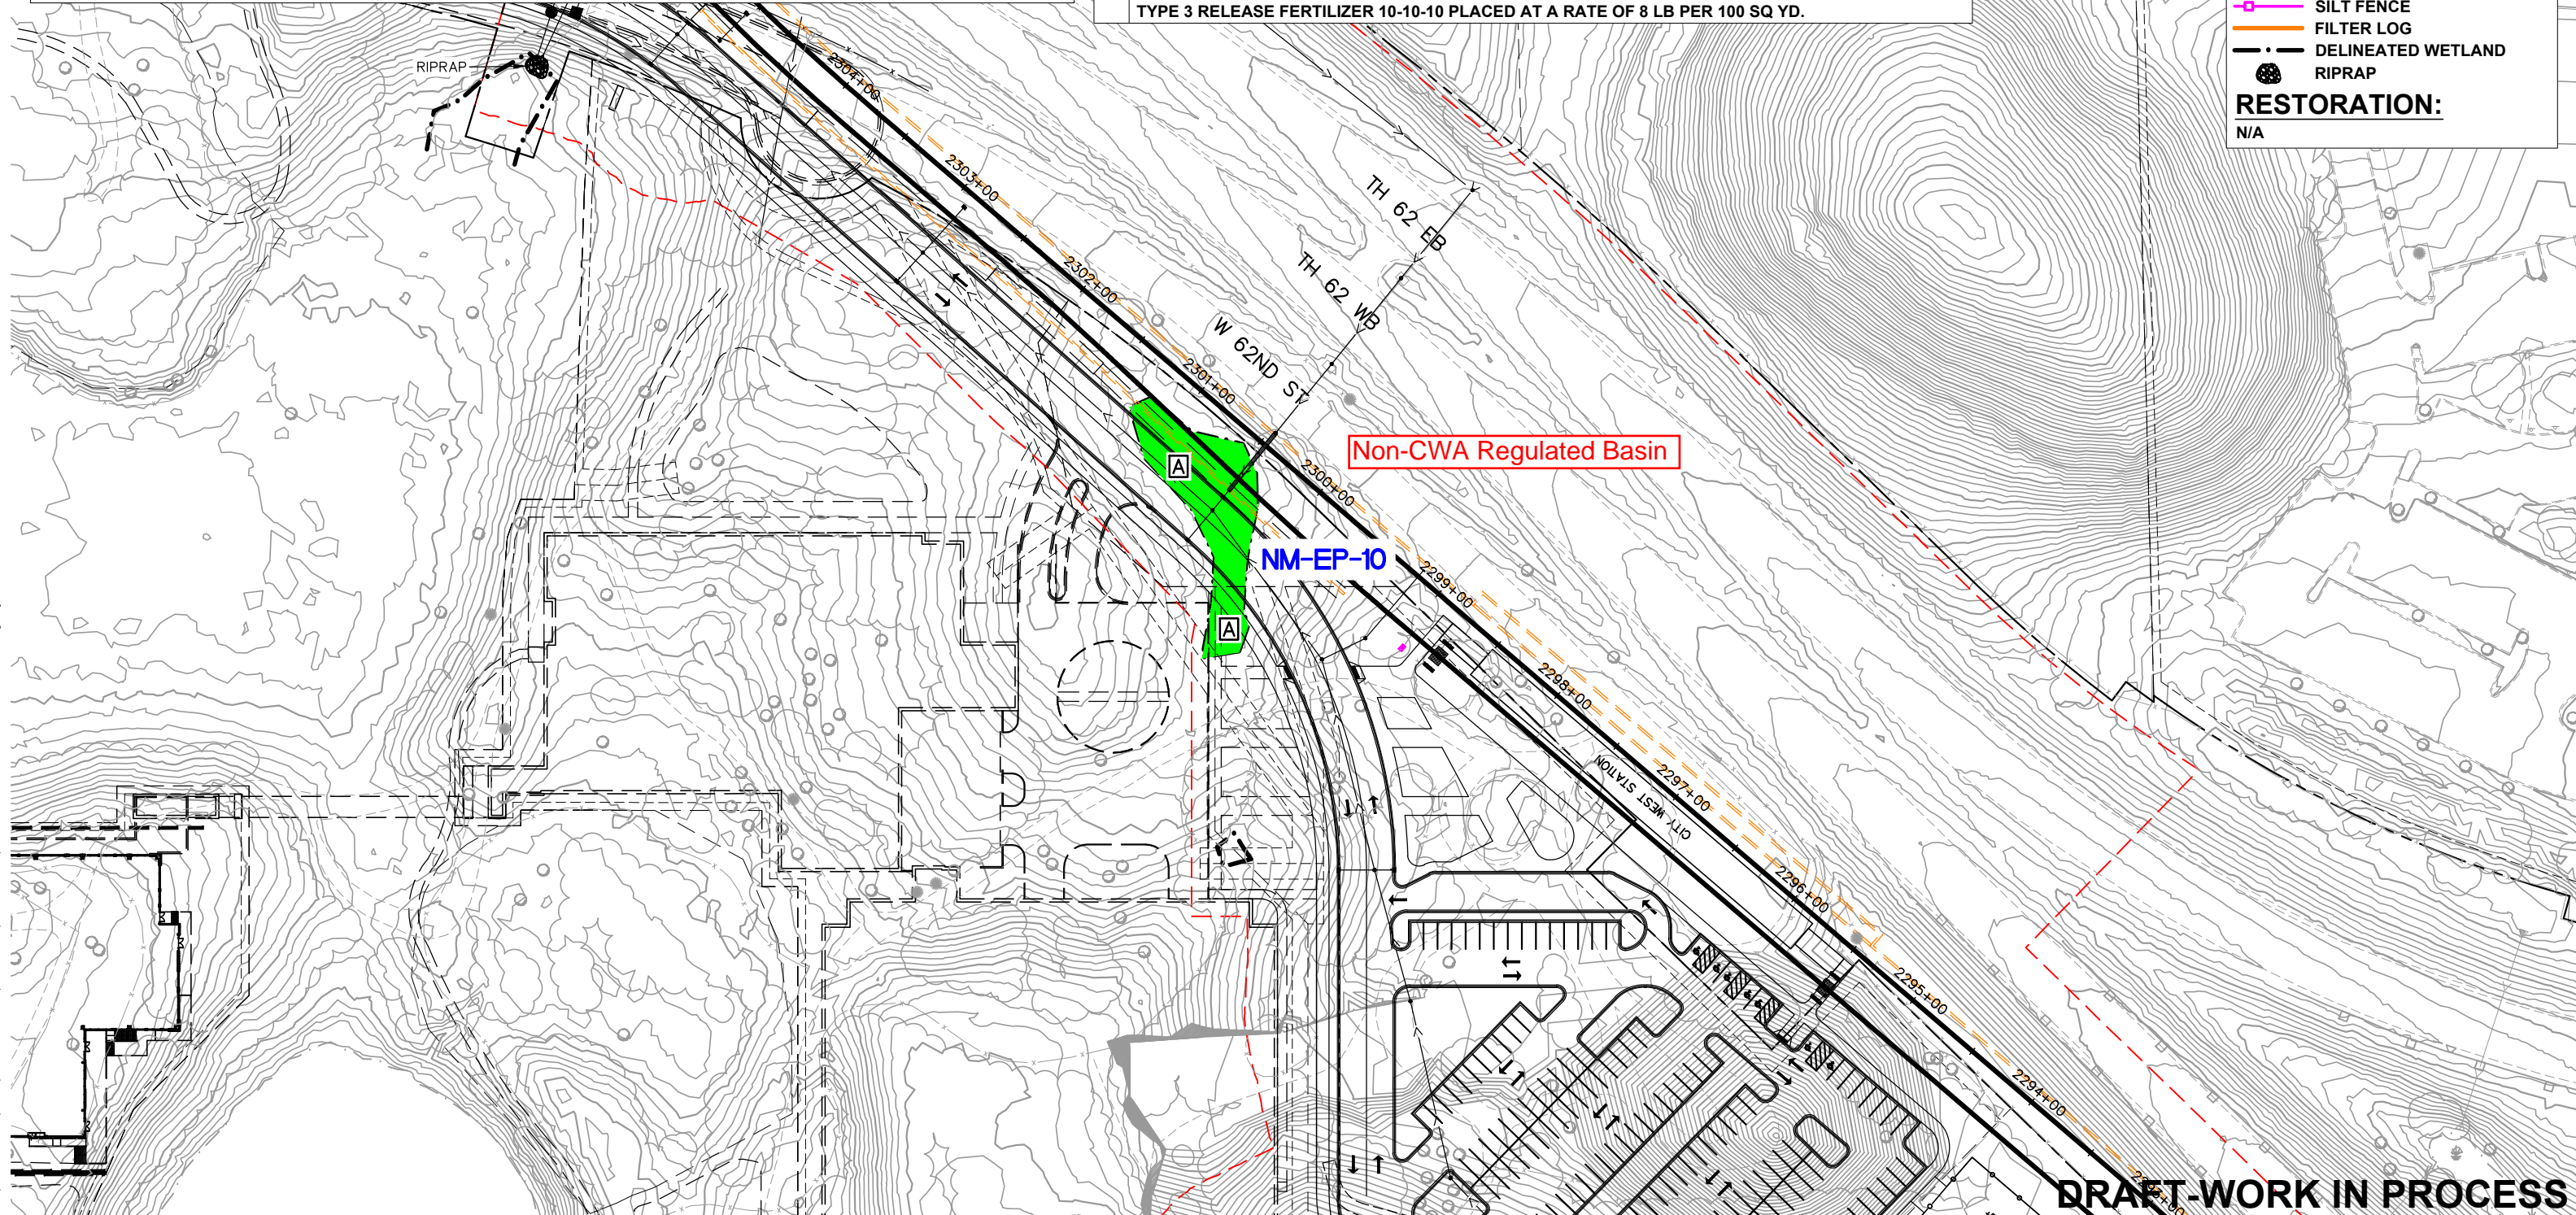 TYPE 3 RELEASE FERTILIZER 10-10-10 PLACED AT A RATE OF 8 LB PER 100 SQ YD.
SILT FENCE
FILTER LOG
DELINEATED WETLAND
RIPRAP
RESTORATION:
N/A
RIPRAP
2304+00
2303+00
2302+00
2301+00
2300+00
2299+00
2298+00
2297+00
2296+00
2295+00
2294+00
TH 62 EB
TH 62 WB
W 62ND ST
Non-CWA Regulated Basin
A
NM-EP-10
A
CITY WEST STATION
DRAFT-WORK IN PROCESS